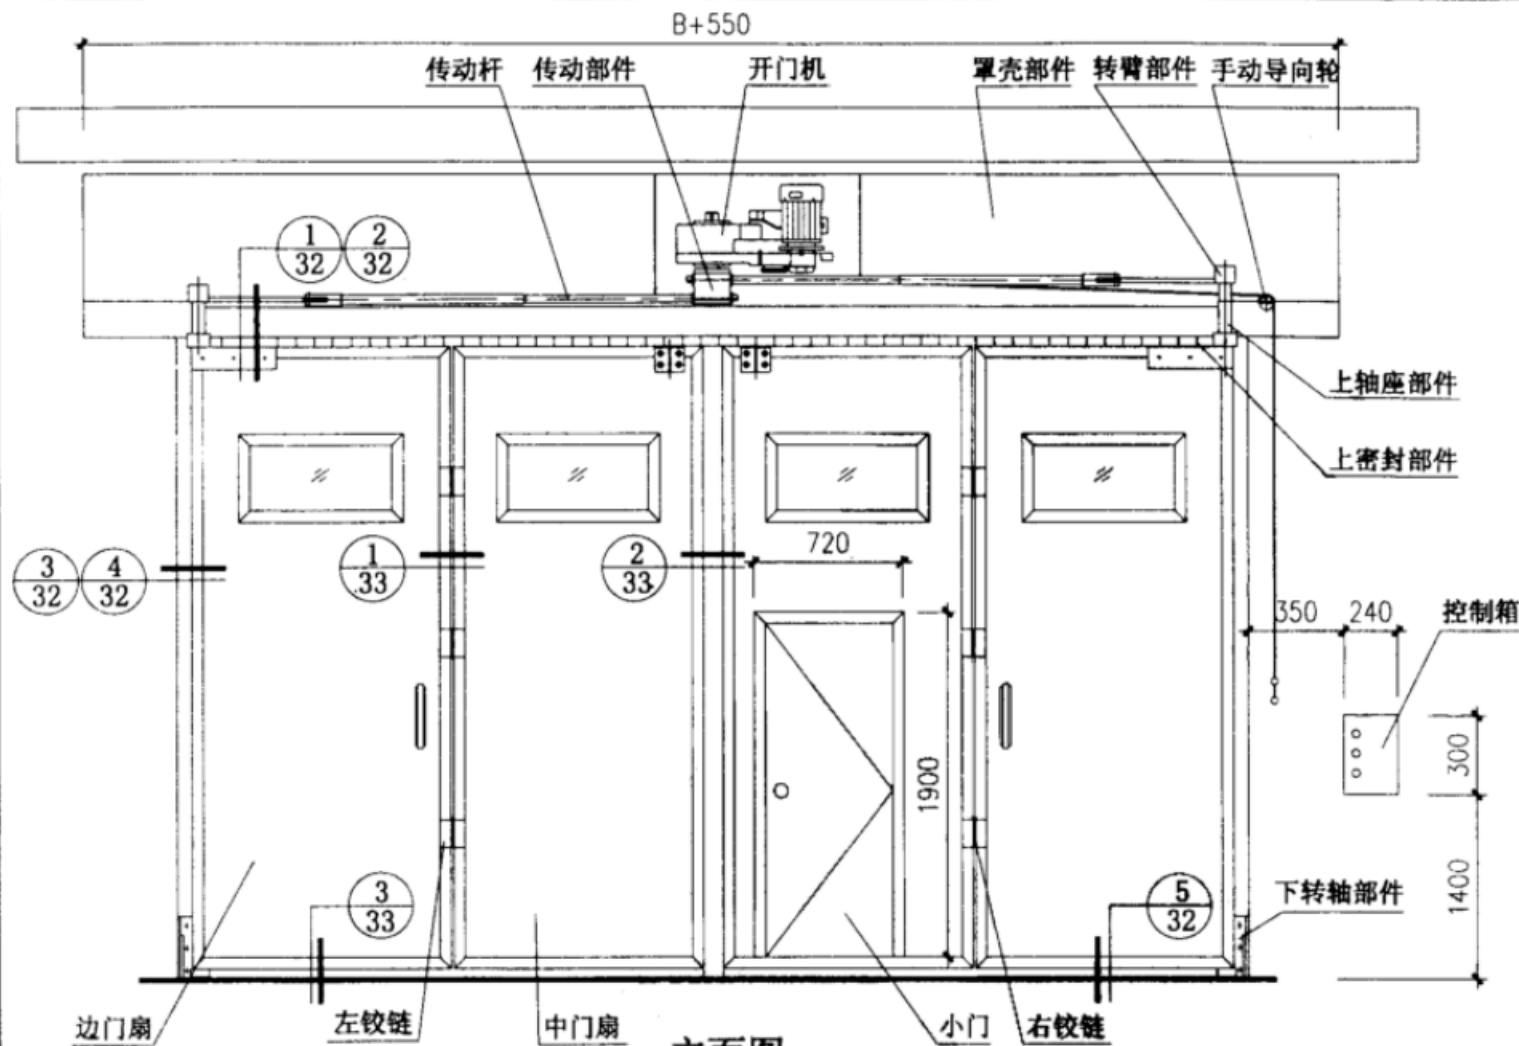 B+550
传动杆 传动部件 开门机 罩壳部件 转臂部件 手动导向轮
1 2
32 32
上轴座部件
上密封部件
3 4 1 2 720
32 32 33 33
350 240 控制箱
1900
300
1400
3 5
33 32
下转轴部件
边门扇 左铰链 中门扇 小门 右铰链
立面图